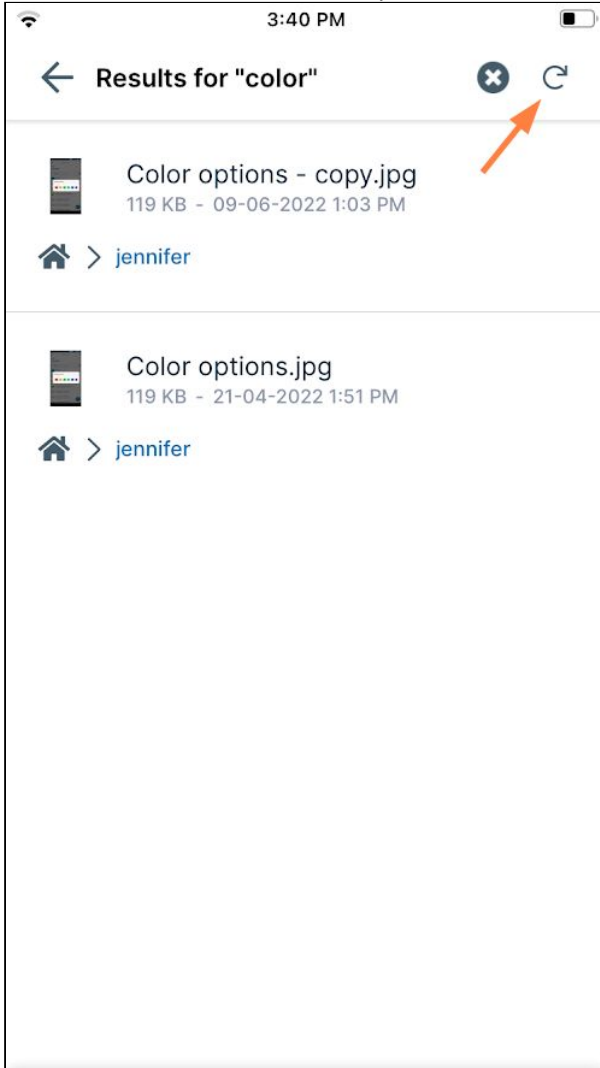 3:40 PM
Results for "color"
Color options - copy.jpg
119 KB - 09-06-2022 1:03 PM
jennifer
Color options.jpg
119 KB - 21-04-2022 1:51 PM
jennifer